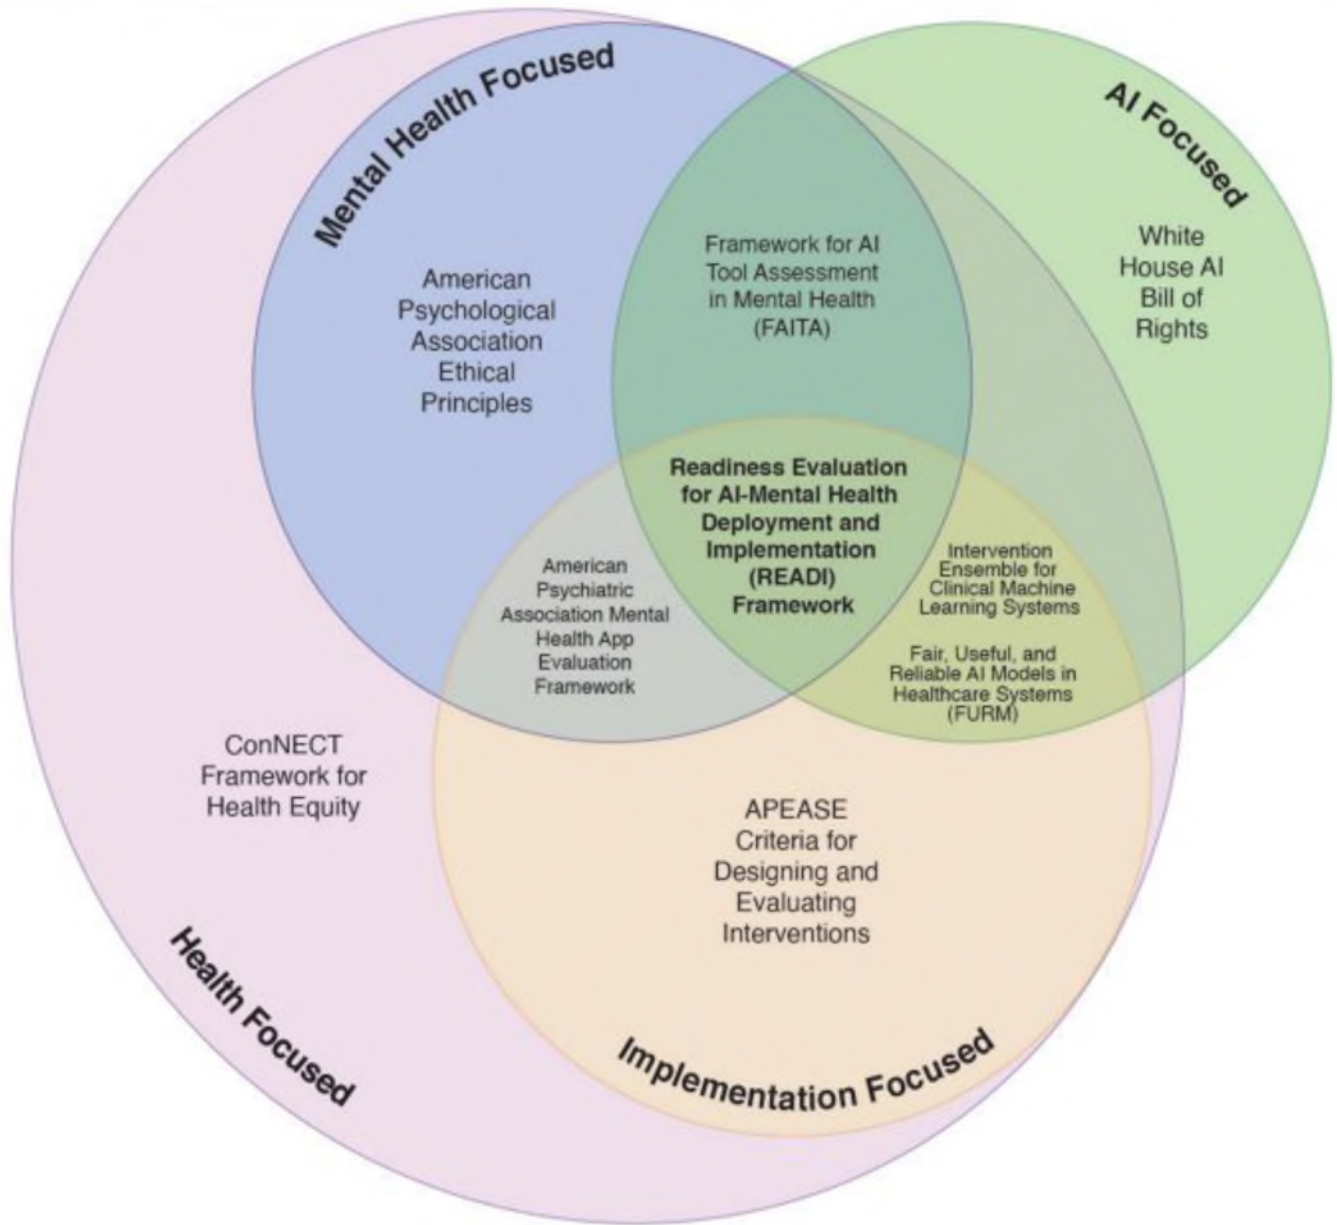 Mental Health Focused
AI Focused
American
Psychological
Association
Ethical
Principles
Framework for AI
Tool Assessment
in Mental Health
(FAITA)
White
House AI
Bill of
Rights
Readiness Evaluation
for AI-Mental Health
Deployment and
Implementation
(READI)
Framework
American
Psychiatric
Association Mental
Health App
Evaluation
Framework
Intervention
Ensemble for
Clinical Machine
Learning Systems
Fair, Useful, and
Reliable AI Models in
Healthcare Systems
(FURM)
ConNECT
Framework for
Health Equity
APEASE
Criteria for
Designing and
Evaluating
Interventions
Health Focused
Implementation Focused